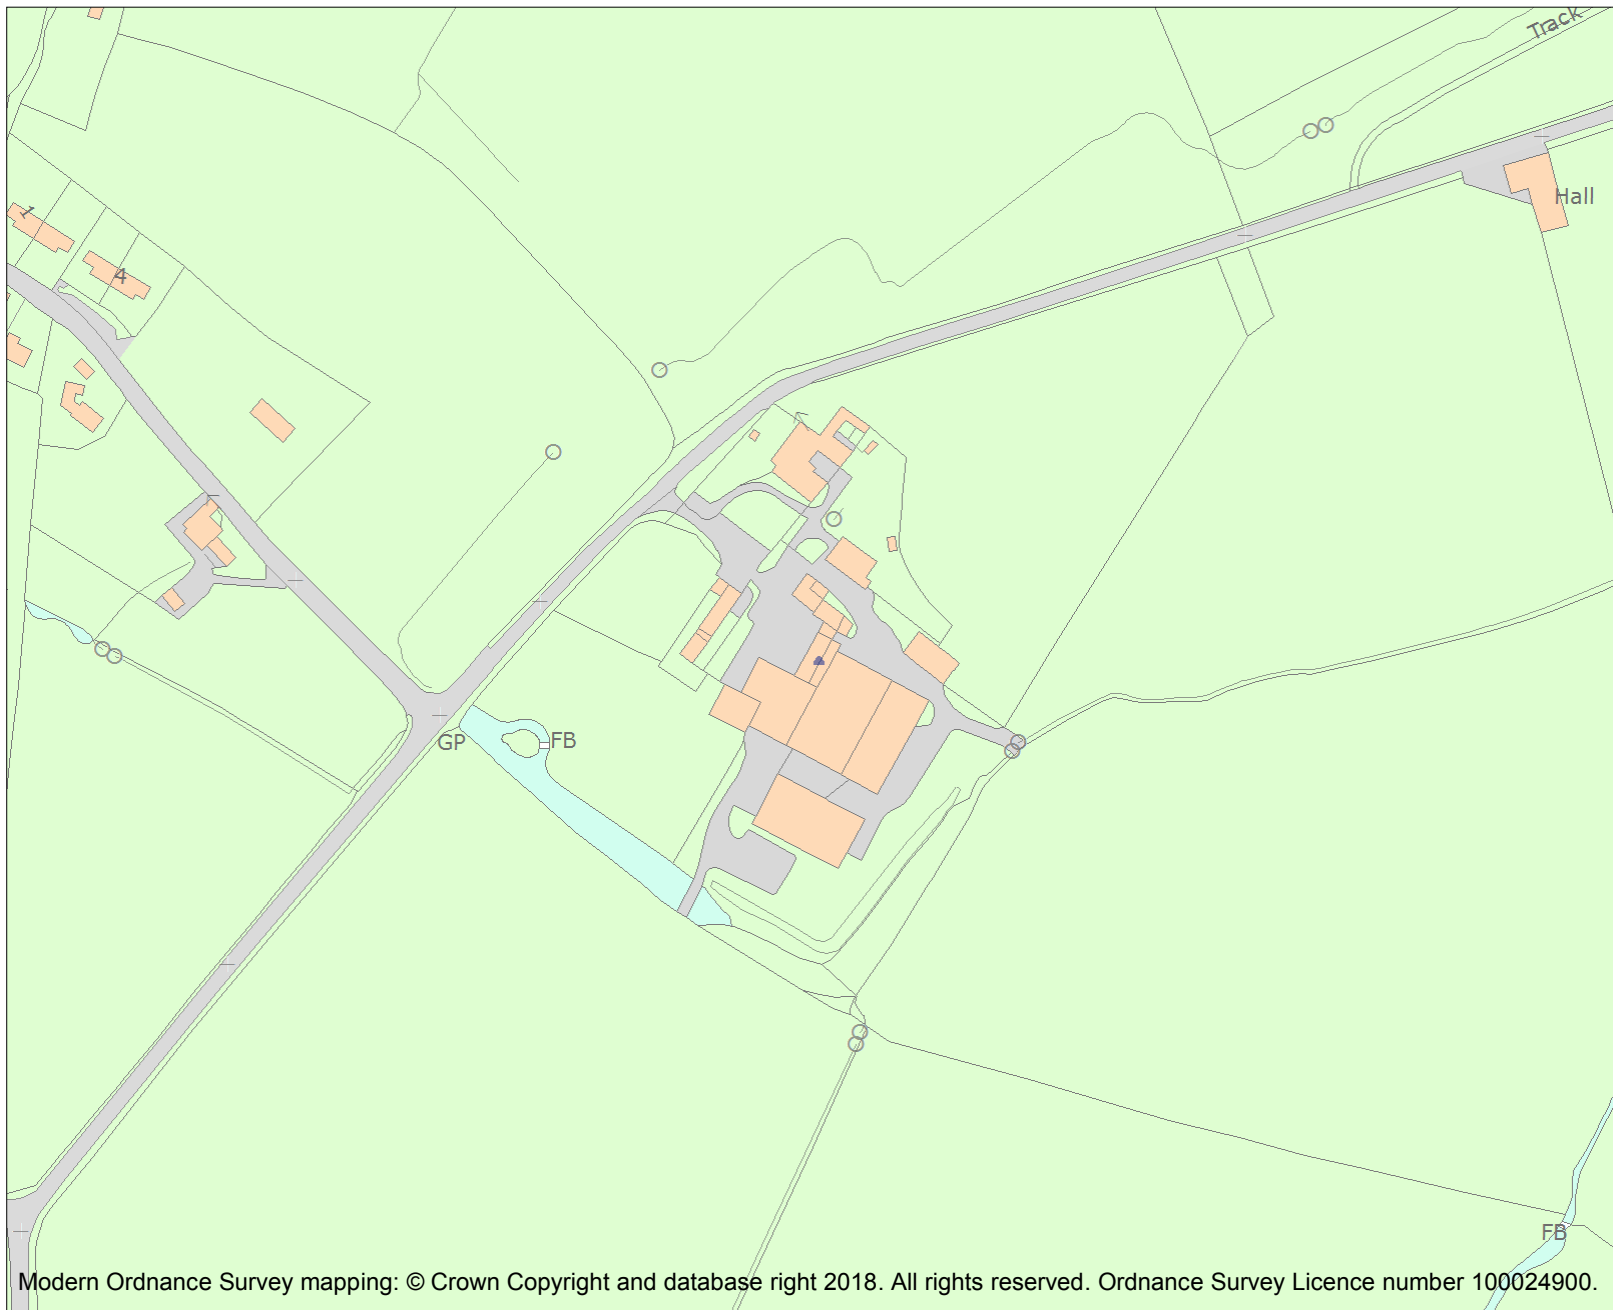 Track
Hall
1
4
GP
FB
FB
Modern Ordnance Survey mapping: © Crown Copyright and database right 2018. All rights reserved. Ordnance Survey Licence number 100024900.